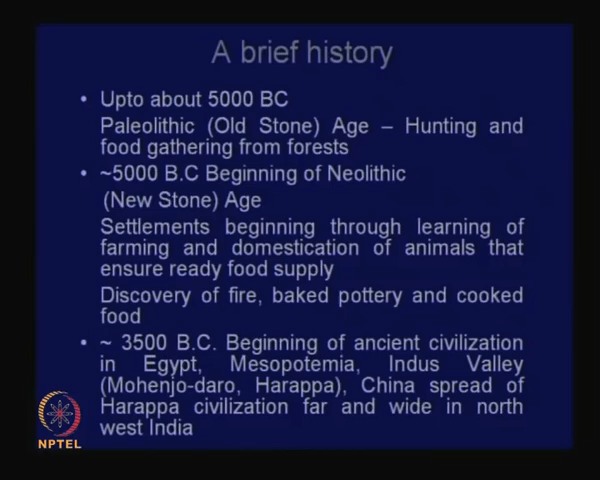 A brief history
• Upto about 5000 BC
Paleolithic (Old Stone) Age – Hunting and
food gathering from forests
• ~5000 B.C Beginning of Neolithic
(New Stone) Age
Settlements beginning through learning of
farming and domestication of animals that
ensure ready food supply
Discovery of fire, baked pottery and cooked
food
• ~ 3500 B.C. Beginning of ancient civilization
in Egypt, Mesopotemia, Indus Valley
(Mohenjo-daro, Harappa), China spread of
Harappa civilization far and wide in north
west India
NPTEL